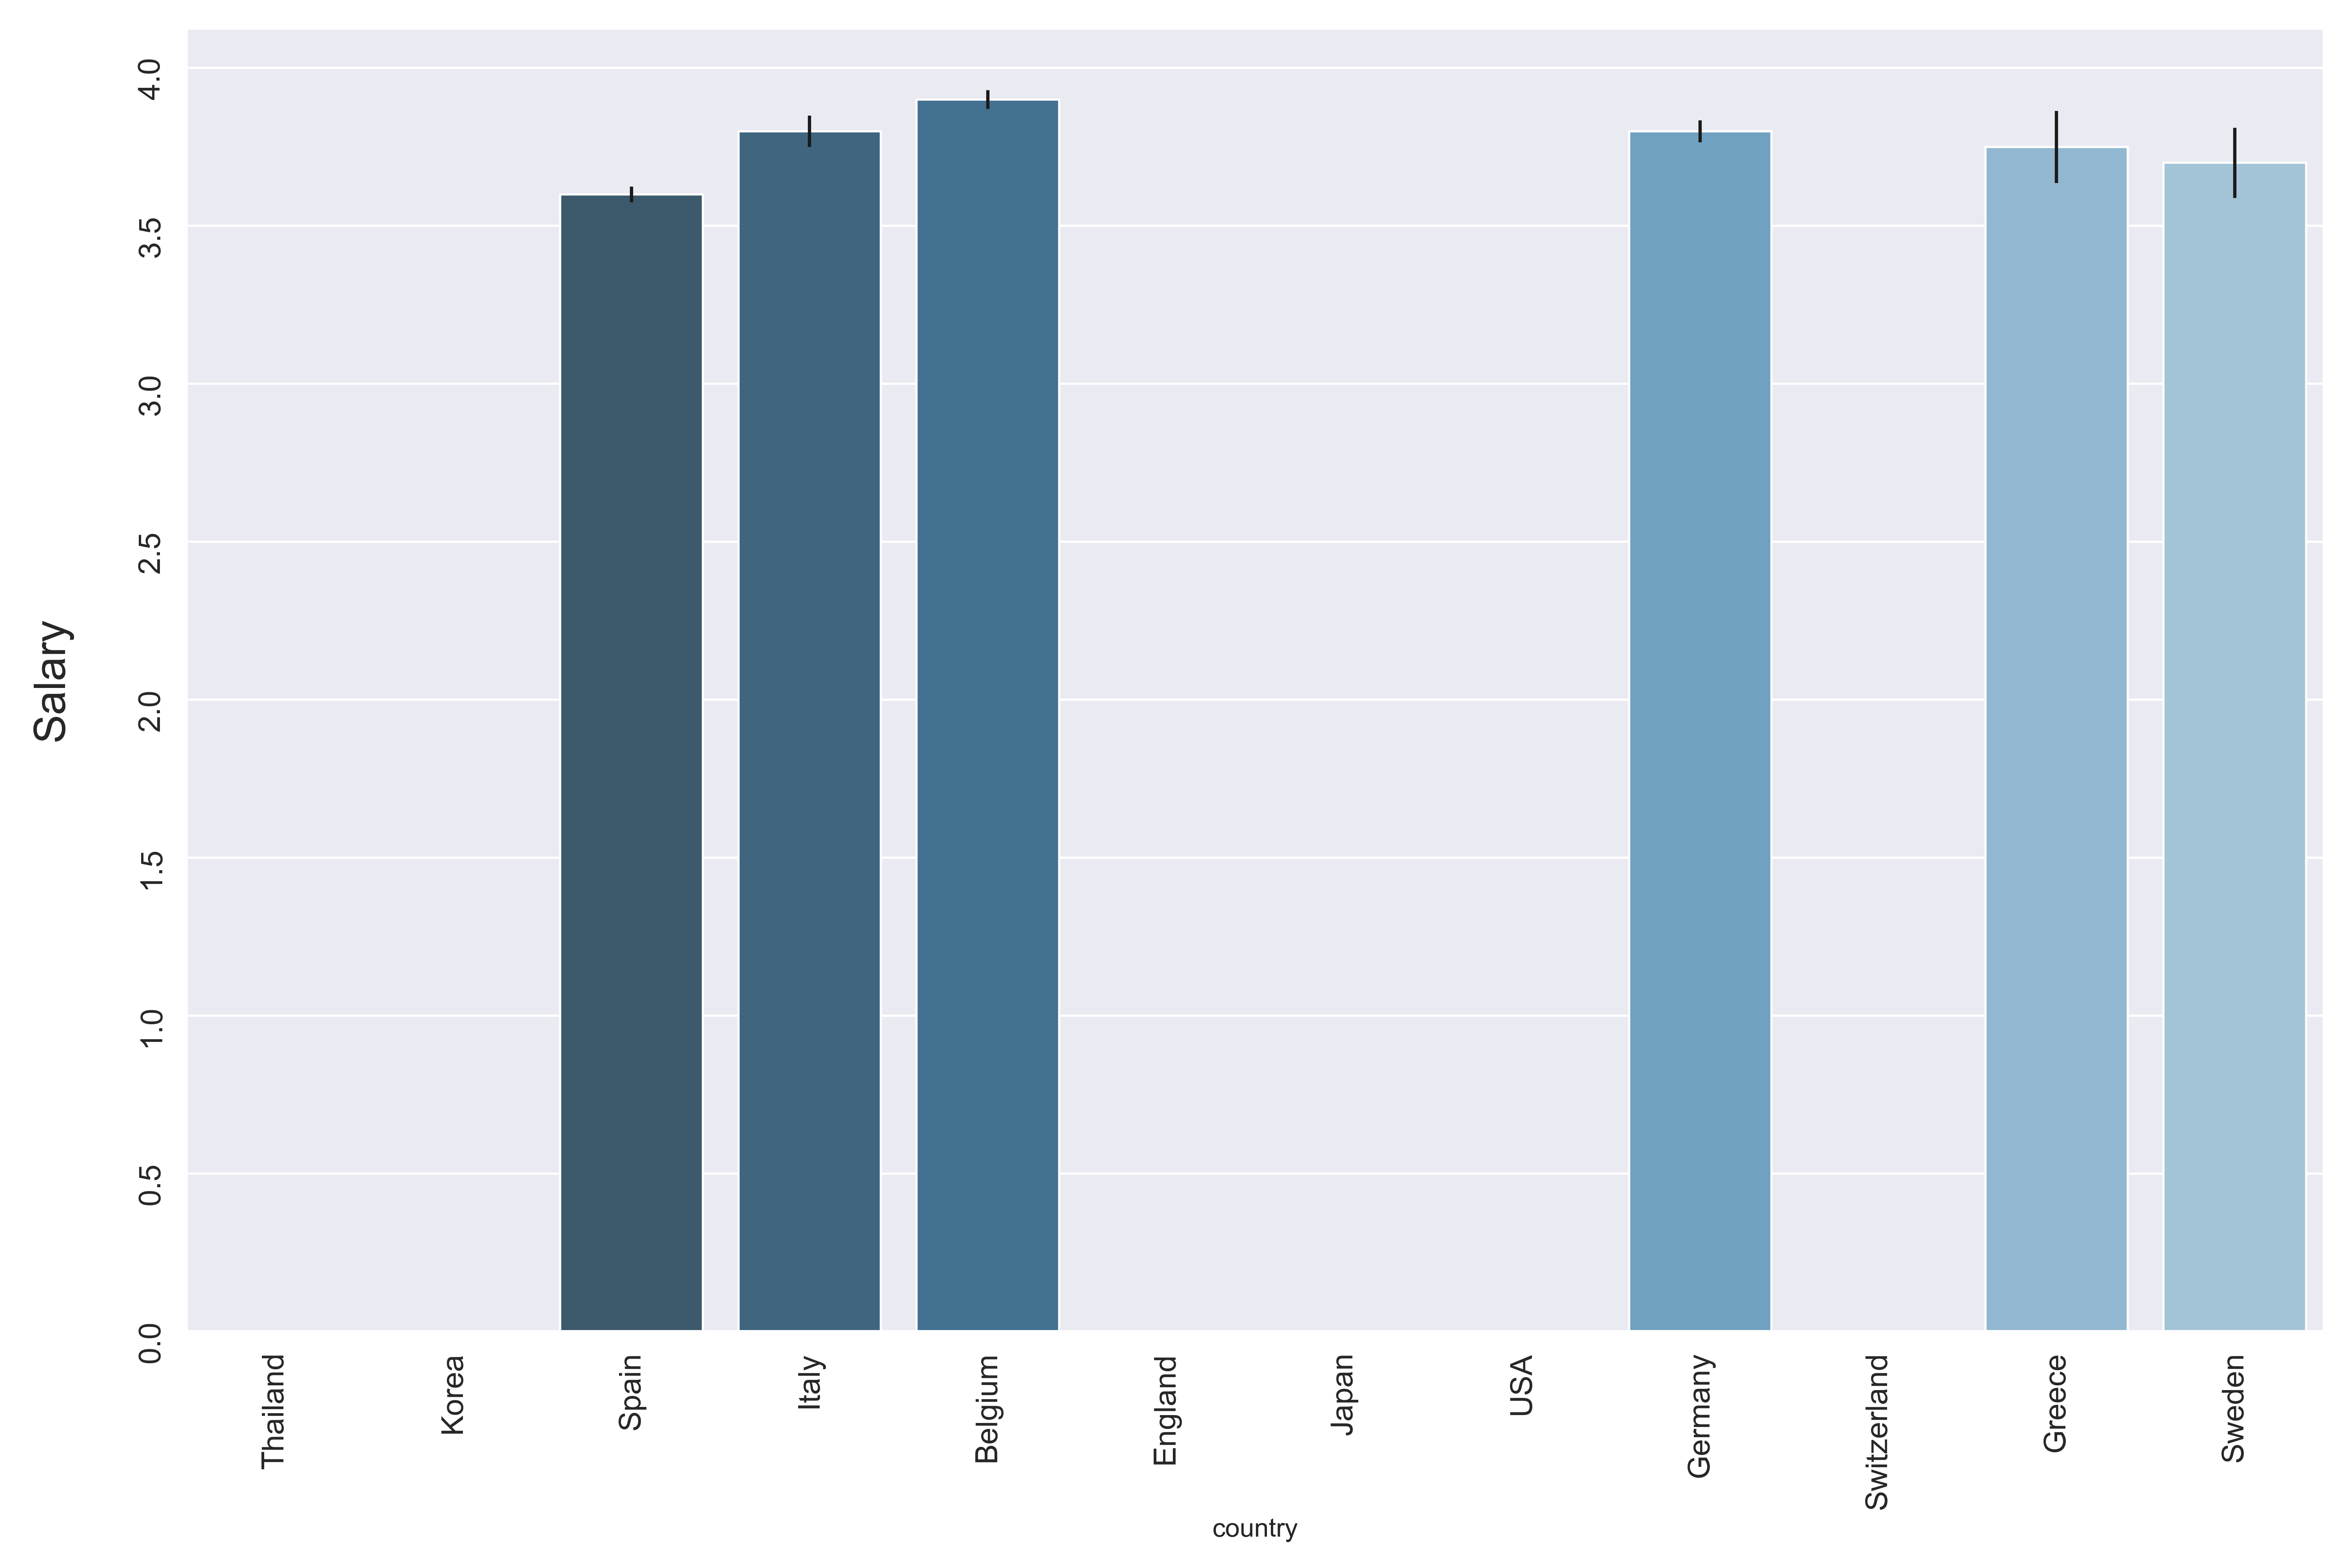 Salary
4.0
3.5
3.0
2.5
2.0
1.5
1.0
0.5
0.0
Thailand
Korea
Spain
Italy
Belgium
England
Japan
USA
Germany
Switzerland
Greece
Sweden
country